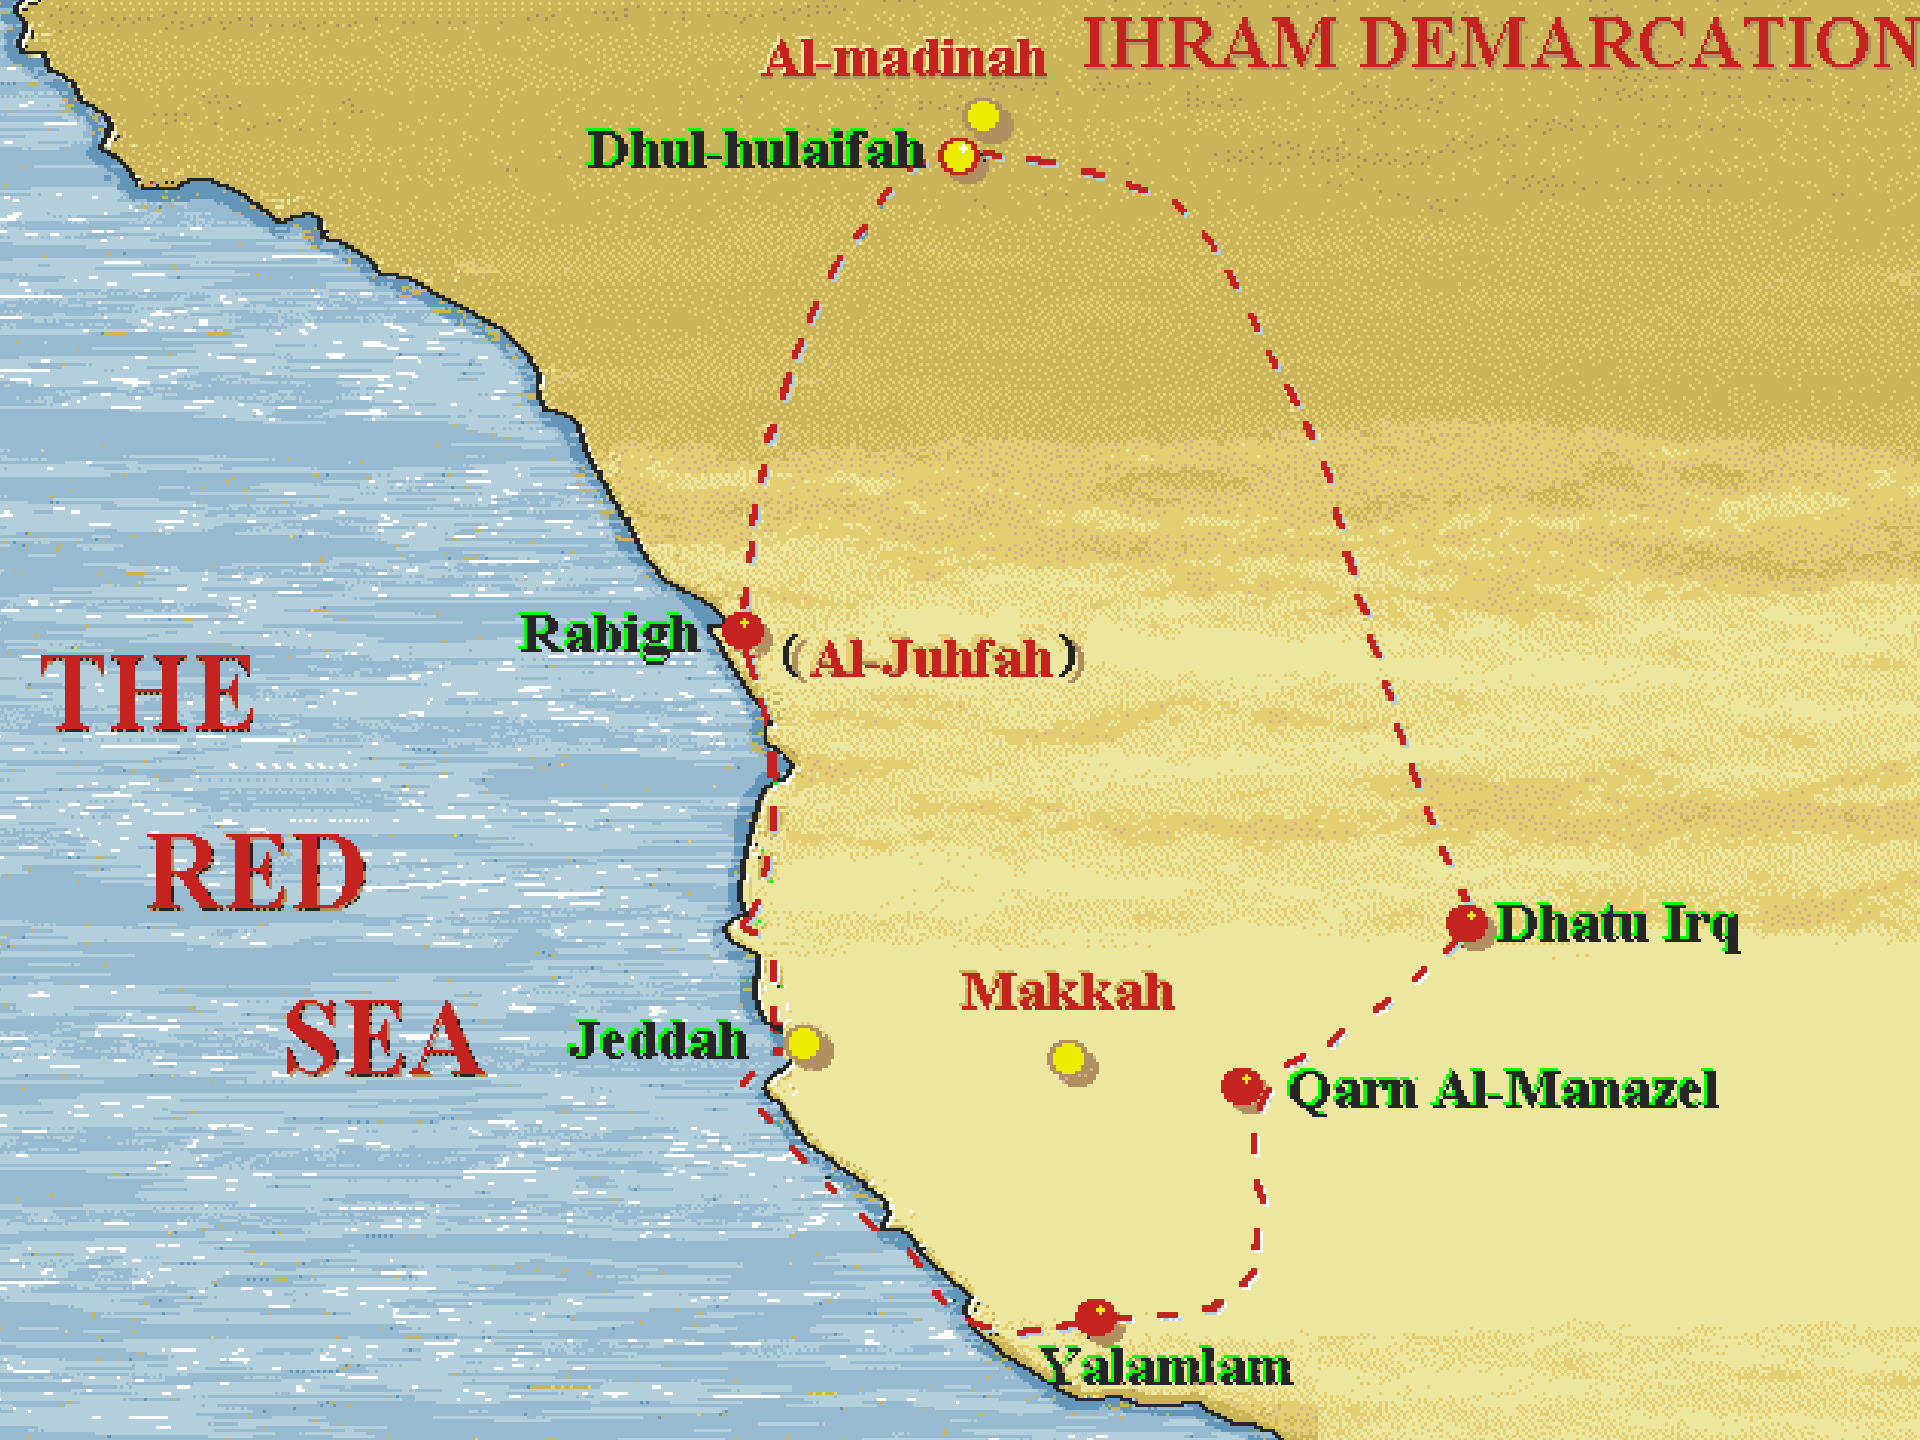 IHRAM DEMARCATION
Al-madinah
Dhul-hulaifah
Rabigh
(Al-Juhfah)
THE
RED
SEA
Dhatu Irq
Makkah
Jeddah
Qarn Al-Manazel
Yalamlam